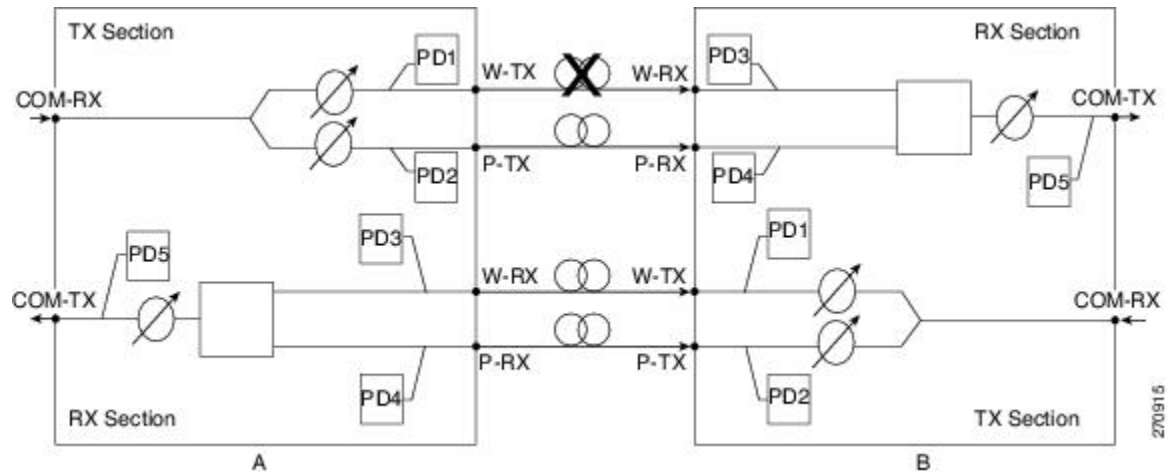 TX Section
RX Section
PD1
W-TX
W-RX
PD3
COM-RX
COM-TX
PD2
P-TX
P-RX
PD4
PD5
PD3
PD1
PD5
W-RX
W-TX
COM-TX
COM-RX
P-RX
P-TX
PD4
PD2
RX Section
TX Section
A
B
270915